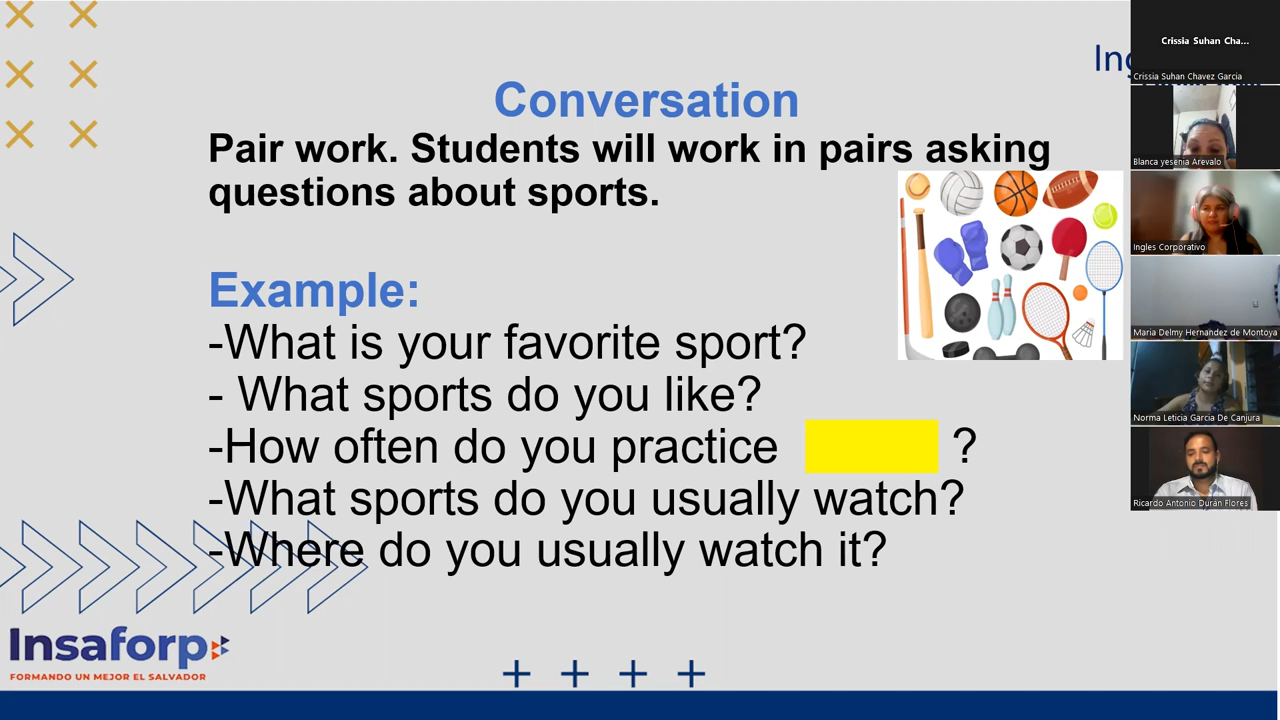 Conversation
Pair work. Students will work in pairs asking
questions about sports.
Example:
-What is your favorite sport?
- What sports do you like?
-How often do you practice ?
-What sports do you usually watch?
-Where do you usually watch it?
Insaforp
FORMANDO UN MEJOR EL SALVADOR
Crissia Suhan Cha...
Crissia Suhan Chavez Garcia
Blanca yesenia Arevalo
Ingles Corporativo
Maria Delmy Hernandez de Montoya
Norma Leticia Garcia De Canjura
Ricardo Antonio Durán Flores